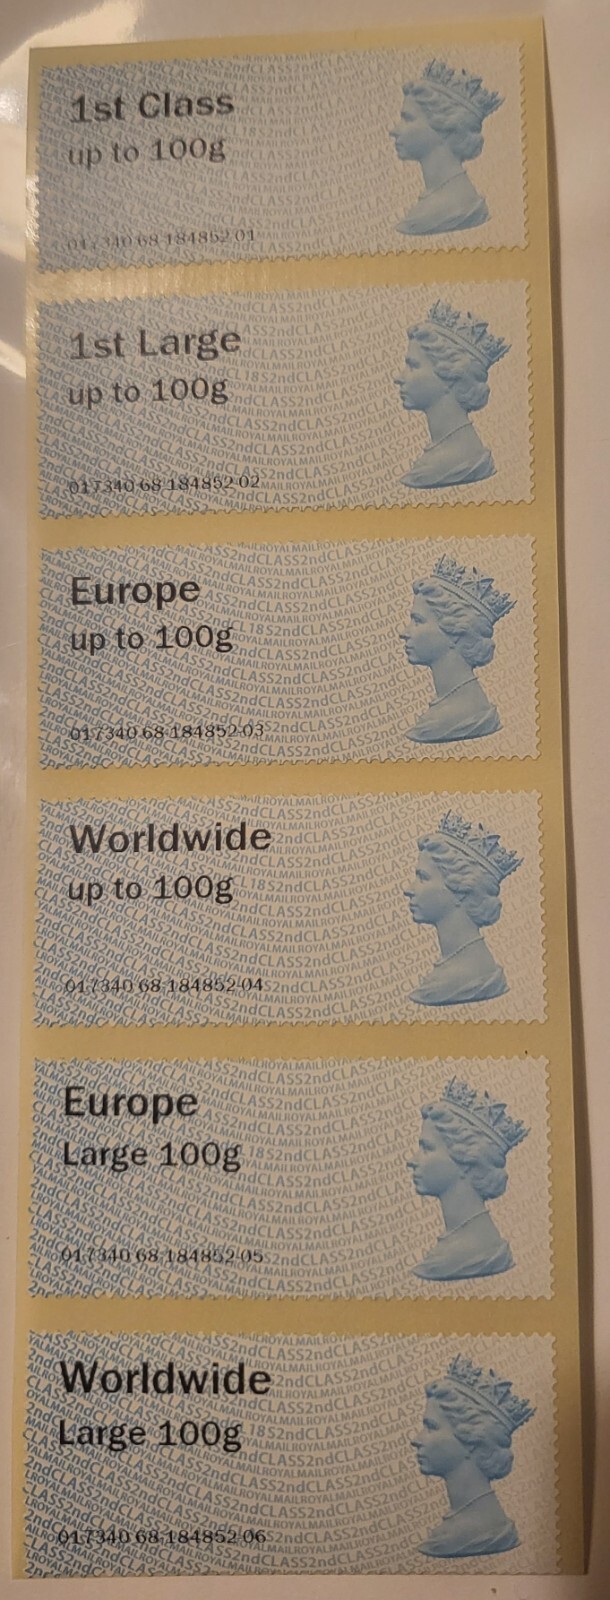 1st Class
up to 100g
017340 68 184852 01
1st Large
up to 100g
017340 68 184852 02
Europe
up to 100g
017340 68 184852 03
Worldwide
up to 100g
017340 68 184852 04
Europe
Large 100g
017340 68 184852 05
Worldwide
Large 100g
017340 68 184852 06